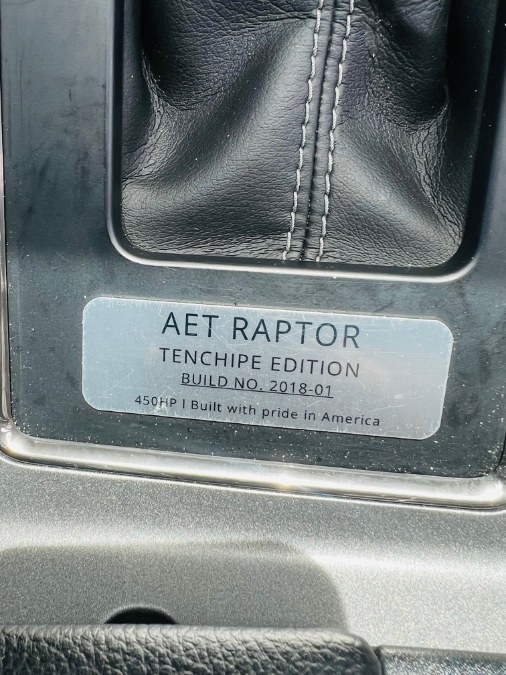 AET RAPTOR
TENCHIPE EDITION
BUILD NO. 2018-01
450HP | Built with pride in America